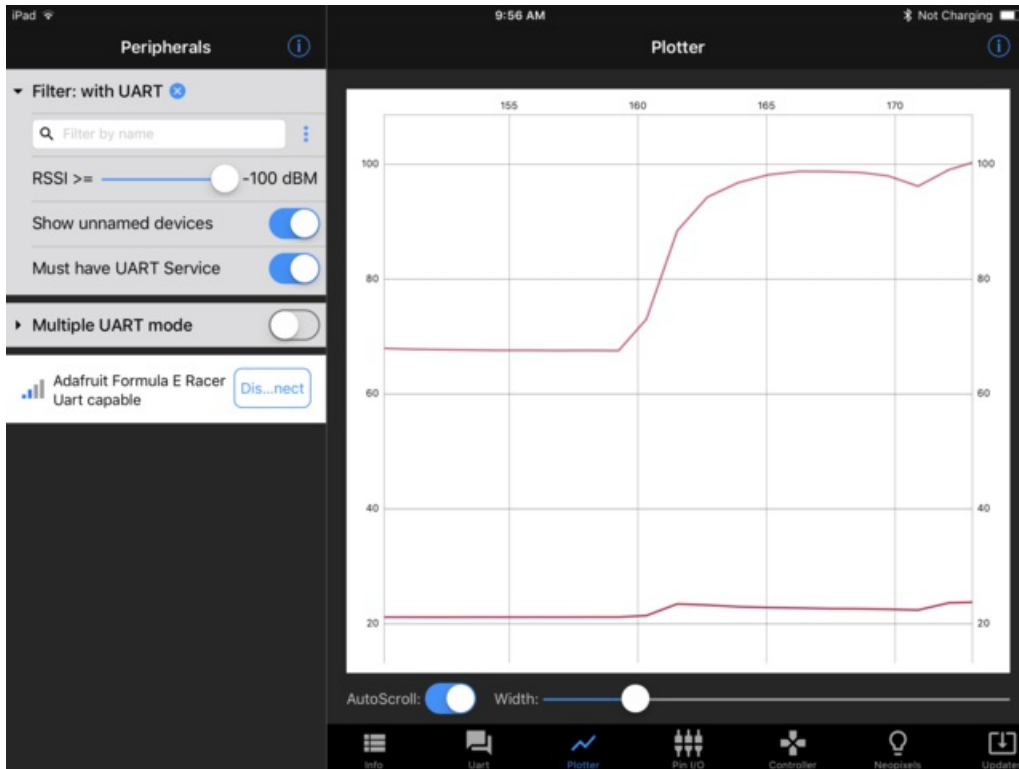 iPad 9:56 AM Not Charging
Peripherals
Plotter
Filter: with UART
Filter by name
RSSI >= -100 dBM
Show unnamed devices
Must have UART Service
Multiple UART mode
Adafruit Formula E Racer
Uart capable
Dis...nect
155 160 165 170
100 100
80 80
60 60
40 40
20 20
AutoScroll: Width:
Info Uart Plotter Pin I/O Controller Neopixels Update